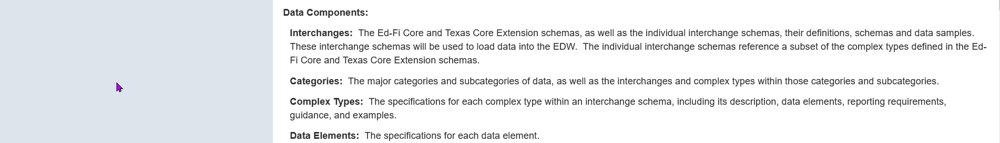 Data Components:
Interchanges:  The Ed-Fi Core and Texas Core Extension schemas, as well as the individual interchange schemas, their definitions, schemas and data samples.
These interchange schemas will be used to load data into the EDW.  The individual interchange schemas reference a subset of the complex types defined in the Ed-
Fi Core and Texas Core Extension schemas.
Categories:  The major categories and subcategories of data, as well as the interchanges and complex types within those categories and subcategories.
Complex Types:  The specifications for each complex type within an interchange schema, including its description, data elements, reporting requirements,
guidance, and examples.
Data Elements:  The specifications for each data element.